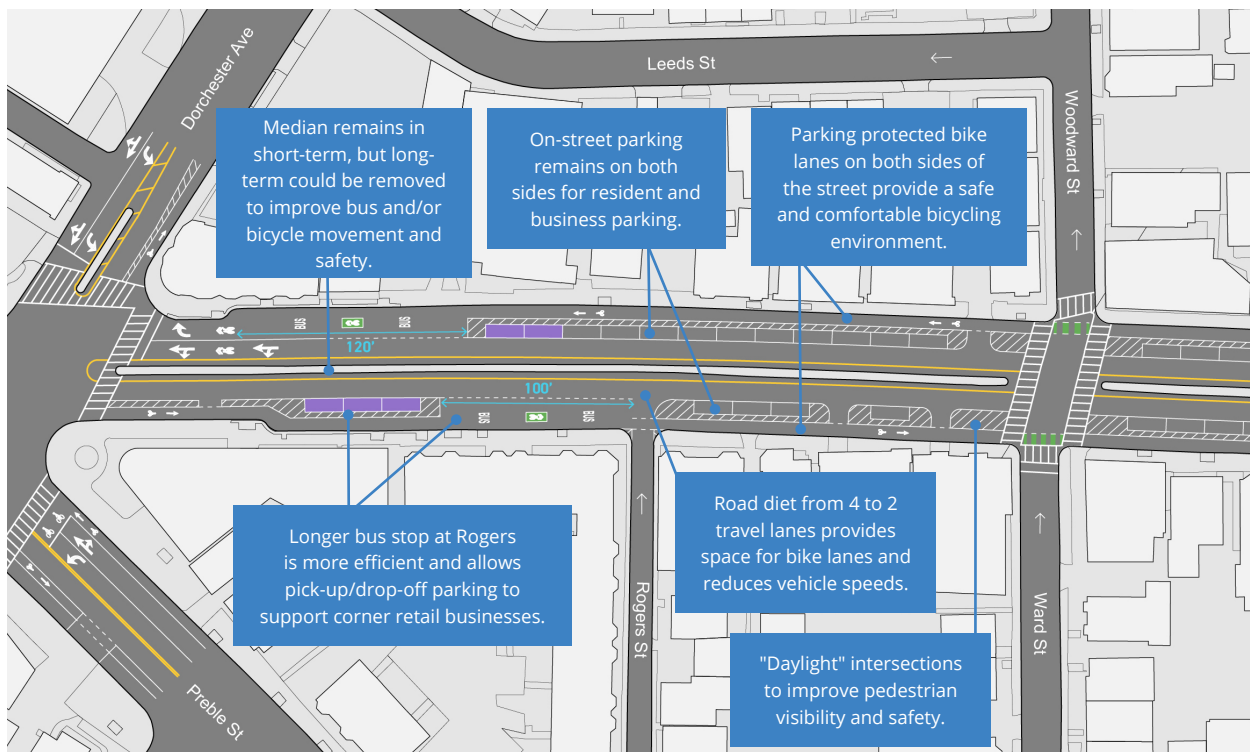 Dorchester Ave
Leeds St
Woodward St
Median remains in
short-term, but long-
term could be removed
to improve bus and/or
bicycle movement and
safety.
On-street parking
remains on both
sides for resident and
business parking.
Parking protected bike
lanes on both sides of
the street provide a safe
and comfortable bicycling
environment.
BUS
BUS
120'
100'
BUS
BUS
Longer bus stop at Rogers
is more efficient and allows
pick-up/drop-off parking to
support corner retail businesses.
Road diet from 4 to 2
travel lanes provides
space for bike lanes and
reduces vehicle speeds.
"Daylight" intersections
to improve pedestrian
visibility and safety.
Rogers St
Ward St
Preble St